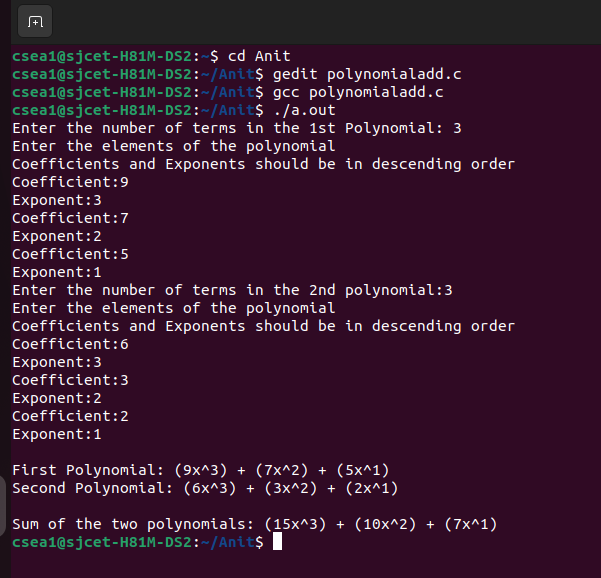 csea1@sjcet-H81M-DS2:~$ cd Anit
csea1@sjcet-H81M-DS2:~/Anit$ gedit polynomialadd.c
csea1@sjcet-H81M-DS2:~/Anit$ gcc polynomialadd.c
csea1@sjcet-H81M-DS2:~/Anit$ ./a.out
Enter the number of terms in the 1st Polynomial: 3
Enter the elements of the polynomial
Coefficients and Exponents should be in descending order
Coefficient:9
Exponent:3
Coefficient:7
Exponent:2
Coefficient:5
Exponent:1
Enter the number of terms in the 2nd polynomial:3
Enter the elements of the polynomial
Coefficients and Exponents should be in descending order
Coefficient:6
Exponent:3
Coefficient:3
Exponent:2
Coefficient:2
Exponent:1
First Polynomial: (9x^3) + (7x^2) + (5x^1)
Second Polynomial: (6x^3) + (3x^2) + (2x^1)
Sum of the two polynomials: (15x^3) + (10x^2) + (7x^1)
csea1@sjcet-H81M-DS2:~/Anit$